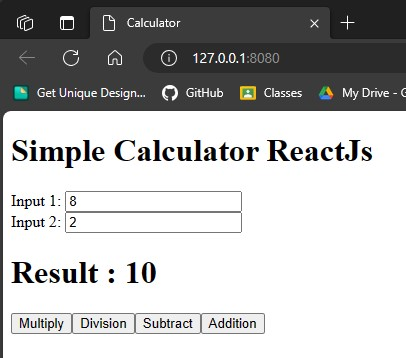 Calculator
127.0.0.1:8080
Get Unique Design... GitHub Classes My Drive - G
Simple Calculator ReactJs
Input 1: 8
Input 2: 2
Result : 10
Multiply Division Subtract Addition